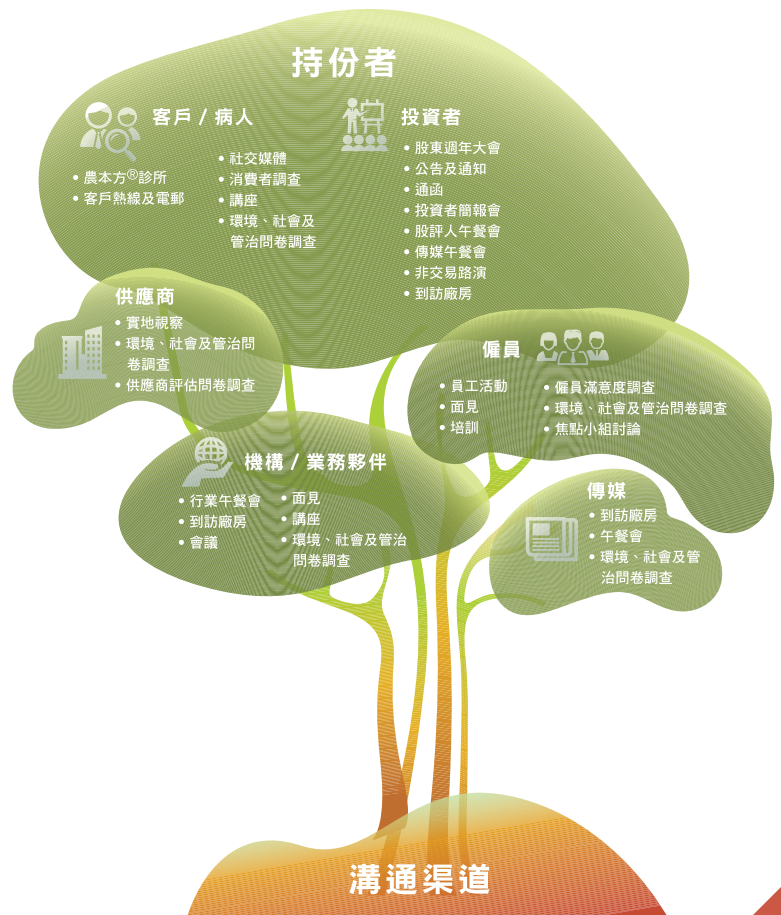 持份者
客戶 / 病人
• 農本方®診所
• 客戶熱線及電郵
• 社交媒體
• 消費者調查
• 講座
• 環境、社會及
管治問卷調查
投資者
• 股東週年大會
• 公告及通知
• 通函
• 投資者簡報會
• 股評人午餐會
• 傳媒午餐會
• 非交易路演
• 到訪廠房
供應商
• 實地視察
• 環境、社會及管治問
卷調查
• 供應商評估問卷調查
僱員
• 員工活動
• 面見
• 培訓
• 僱員滿意度調查
• 環境、社會及管治問卷調查
• 焦點小組討論
機構 / 業務夥伴
• 行業午餐會
• 到訪廠房
• 會議
• 面見
• 講座
• 環境、社會及管治
問卷調查
傳媒
• 到訪廠房
• 午餐會
• 環境、社會及管
治問卷調查
溝通渠道